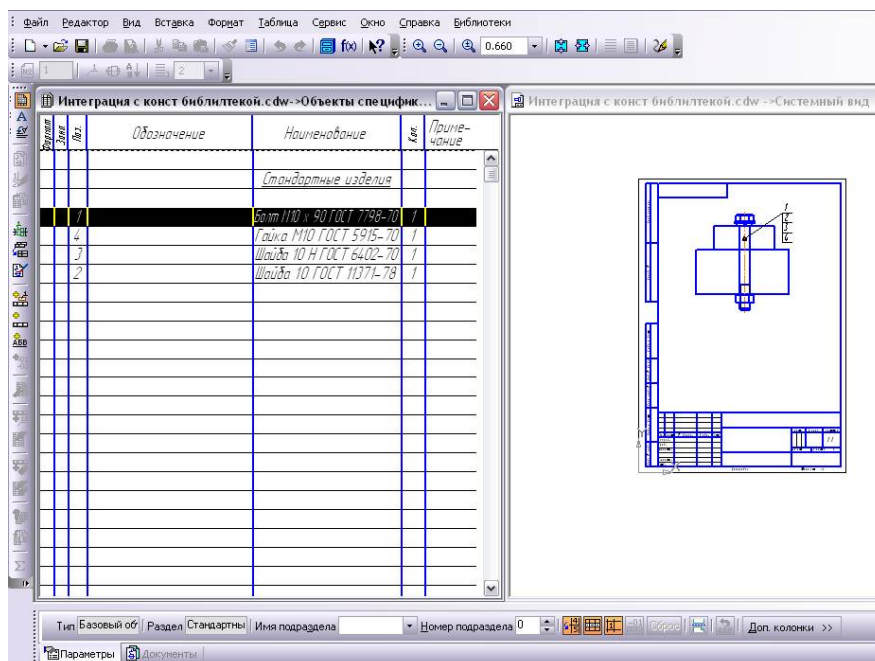 Файл Редактор Вид Вставка Формат Таблица Сервис Окно Справка Библиотеки
f(x) 0.660
1 2
Интеграция с конст библилтекой.cdw->Объекты специфик...
Интеграция с конст библилтекой.cdw ->Системный вид
Формат Зона Поз. Обозначение Наименование Кол. Приме-
чание
Стандартные изделия
1 Болт М10 х 90 ГОСТ 7798-70 1
4 Гайка М10 ГОСТ 5915-70 1
3 Шайба 10 Н ГОСТ 6402-70 1
2 Шайба 10 ГОСТ 11371-78 1
Тип Базовый об Раздел Стандартны Имя подраздела Номер подраздела 0 Сброс Доп. колонки >>
Параметры Документы